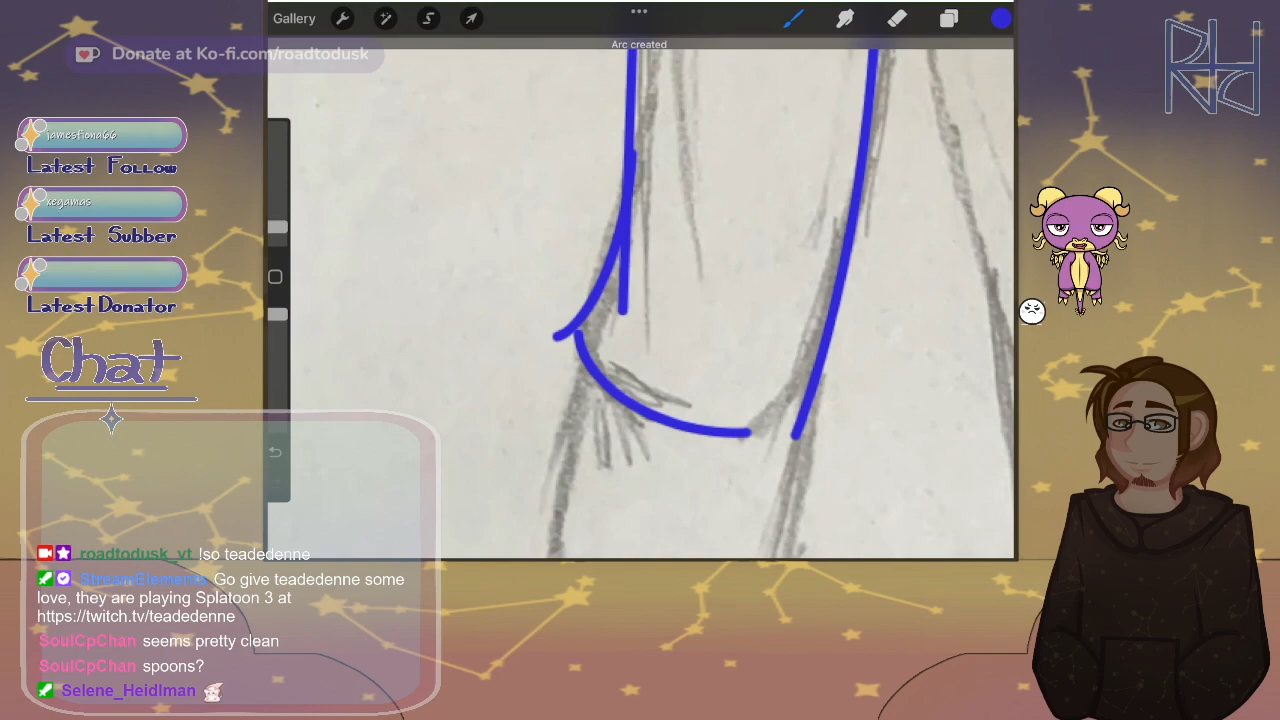 Gallery
Arc created
Donate at Ko-fi.com/roadtodusk
jamesfiona66
Latest Follow
xegamas
Latest Subber
Latest Donator
Chat
roadtodusk_vt !so teadedenne
StreamElements Go give teadedenne some
love, they are playing Splatoon 3 at
https://twitch.tv/teadedenne
SoulCpChan seems pretty clean
SoulCpChan spoons?
Selene_Heidlman